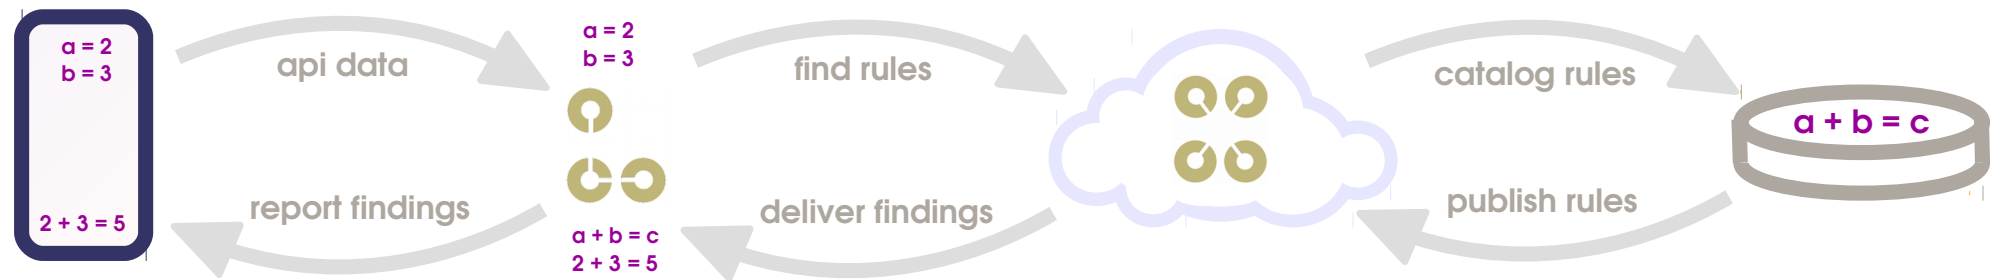 a = 2
b = 3
2 + 3 = 5
api data
report findings
a = 2
b = 3
a + b = c
2 + 3 = 5
find rules
deliver findings
catalog rules
publish rules
a + b = c